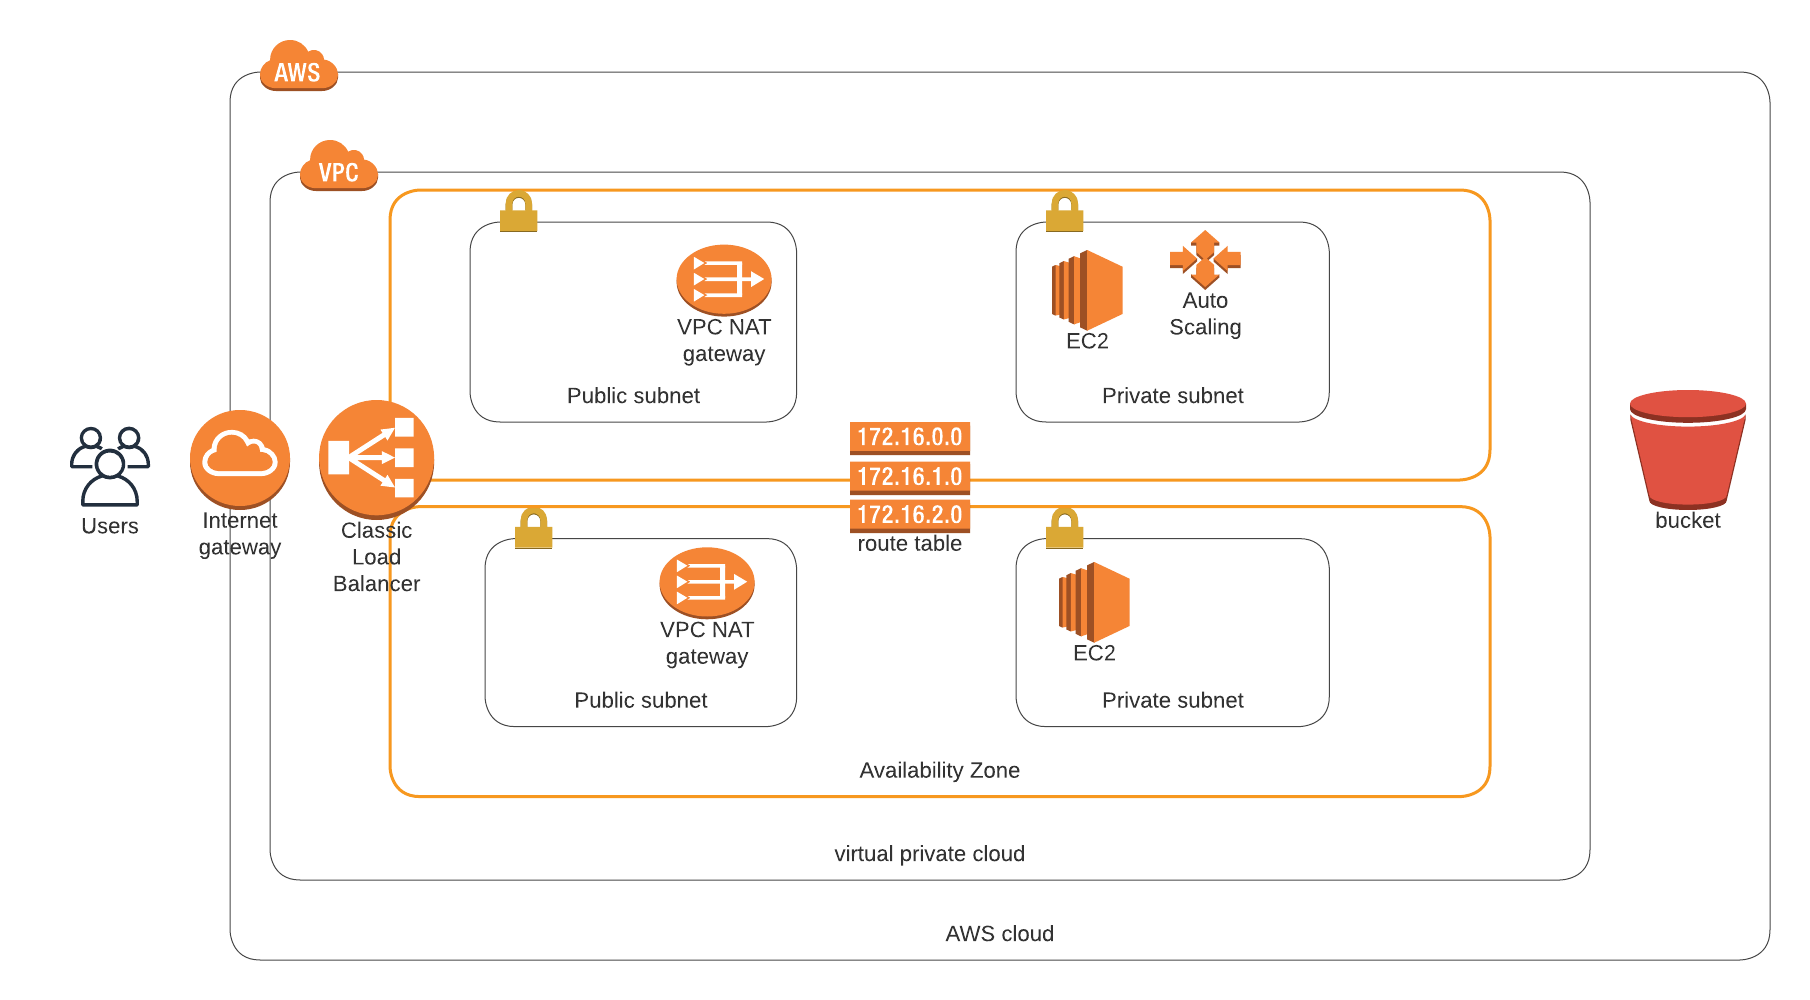 AWS
VPC
VPC NAT
gateway
Public subnet
EC2
Auto
Scaling
Private subnet
Users
Internet
gateway
Classic
Load
Balancer
172.16.0.0
172.16.1.0
172.16.2.0
route table
bucket
VPC NAT
gateway
Public subnet
EC2
Private subnet
Availability Zone
virtual private cloud
AWS cloud